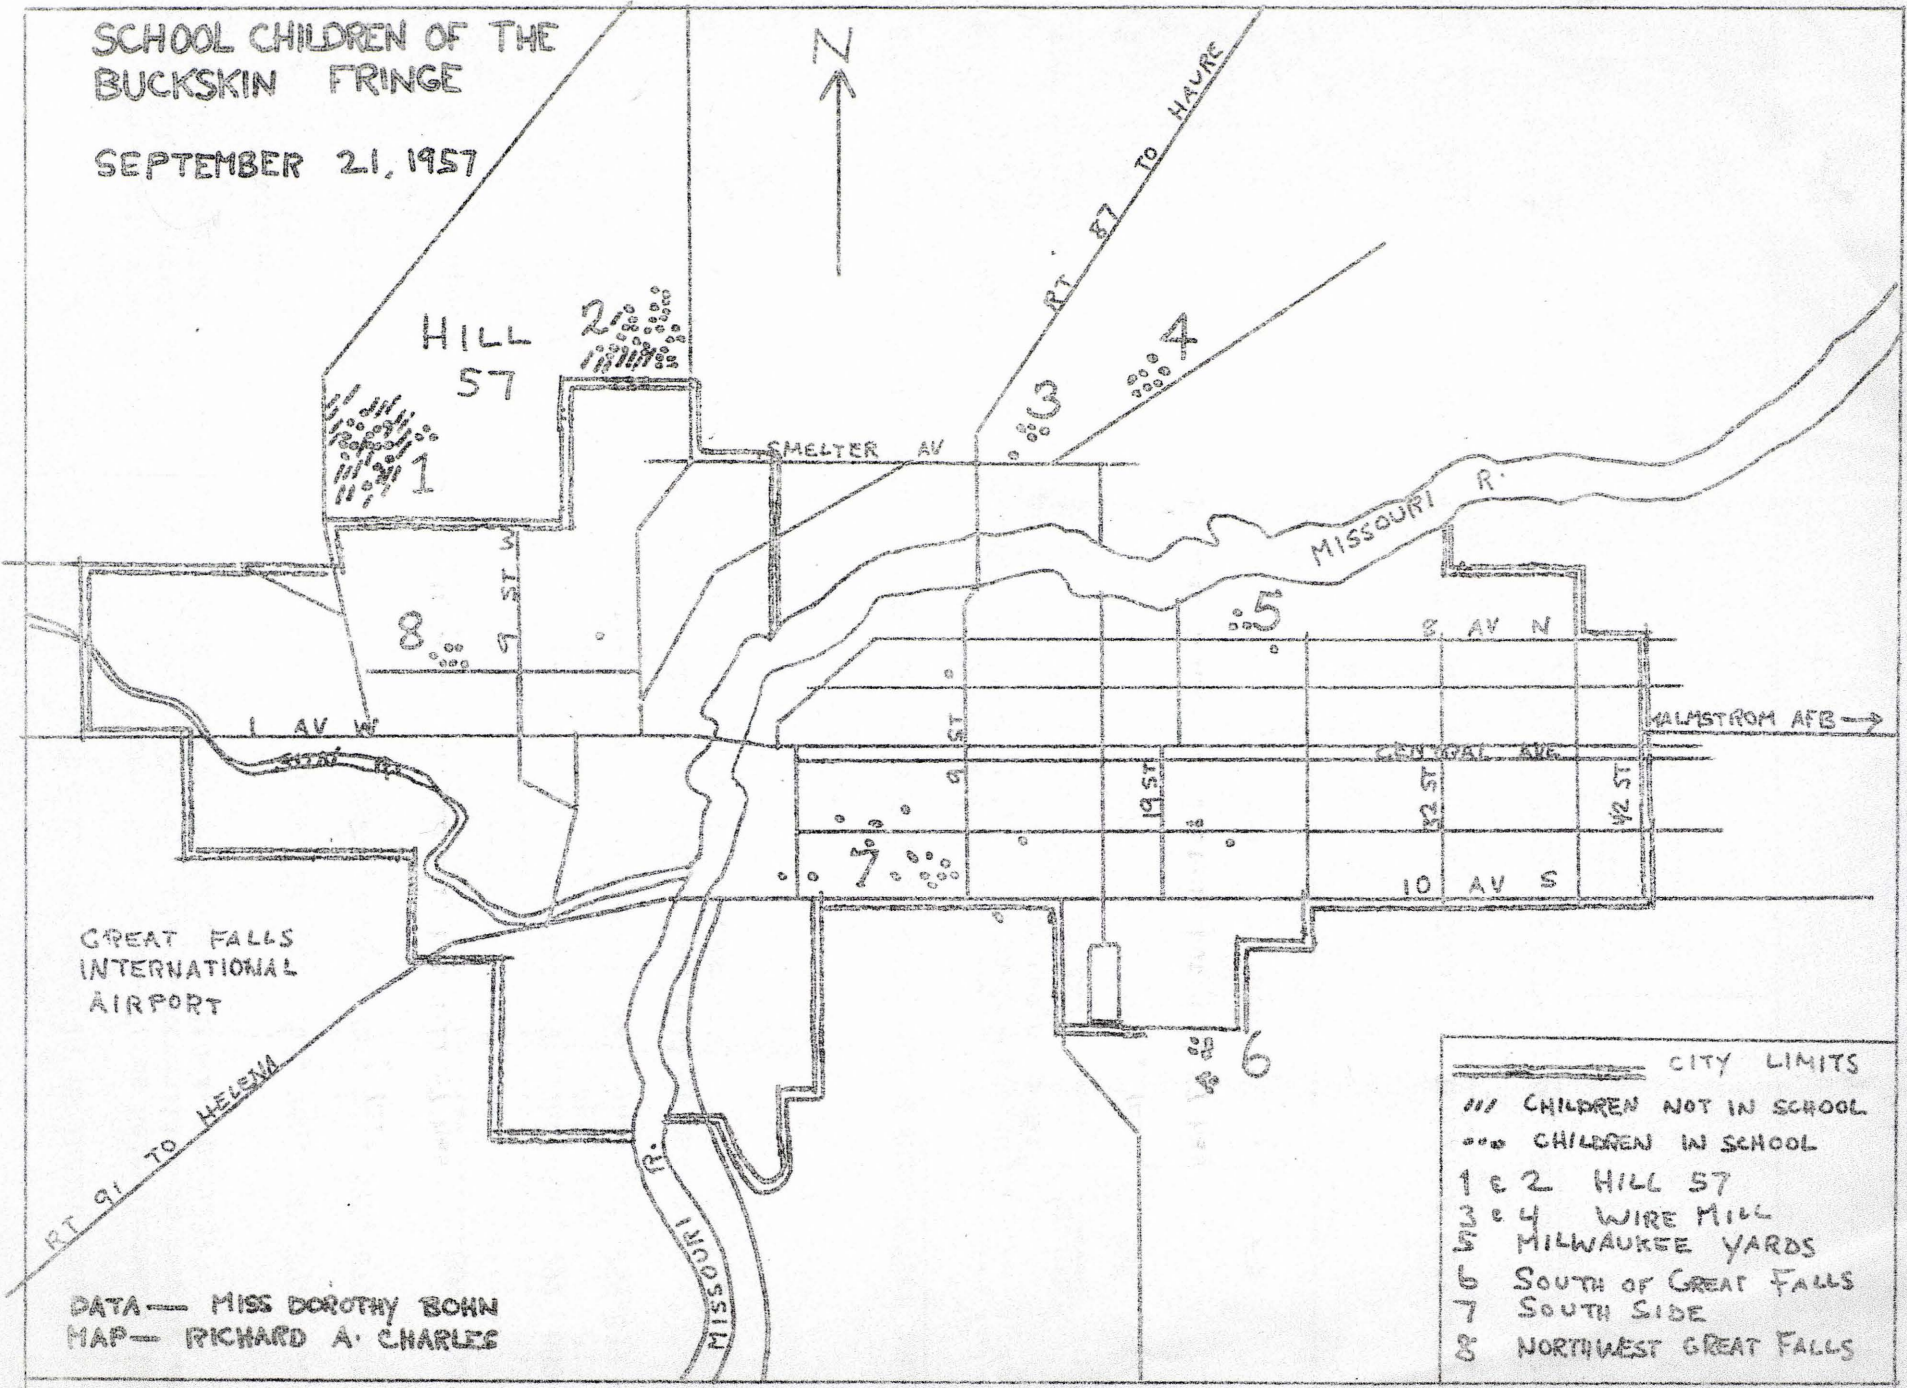 SCHOOL CHILDREN OF THE
BUCKSKIN FRINGE
SEPTEMBER 21, 1957
N
RT 87 TO HAVRE
2
HILL
57
4
3
1
SMELTER AV
MISSOURI R.
9 ST W
8
5
8 AV N
1 AV W
9 ST
MALMSTROM AFB
CENTRAL AVE
19 ST
32 ST
42 ST
7
10 AV S
GREAT FALLS
INTERNATIONAL
AIRPORT
6
RT 91 TO HELENA
MISSOURI R.
CITY LIMITS
CHILDREN NOT IN SCHOOL
CHILDREN IN SCHOOL
1 & 2 HILL 57
3 & 4 WIRE MILL
5 MILWAUKEE YARDS
6 SOUTH OF GREAT FALLS
7 SOUTH SIDE
8 NORTHWEST GREAT FALLS
DATA— MISS DOROTHY BOHN
MAP— RICHARD A. CHARLES